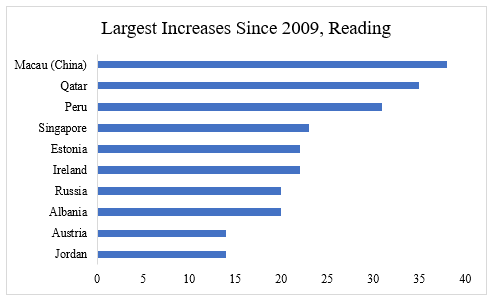 Largest Increases Since 2009, Reading
Macau (China)
Qatar
Peru
Singapore
Estonia
Ireland
Russia
Albania
Austria
Jordan
0 5 10 15 20 25 30 35 40